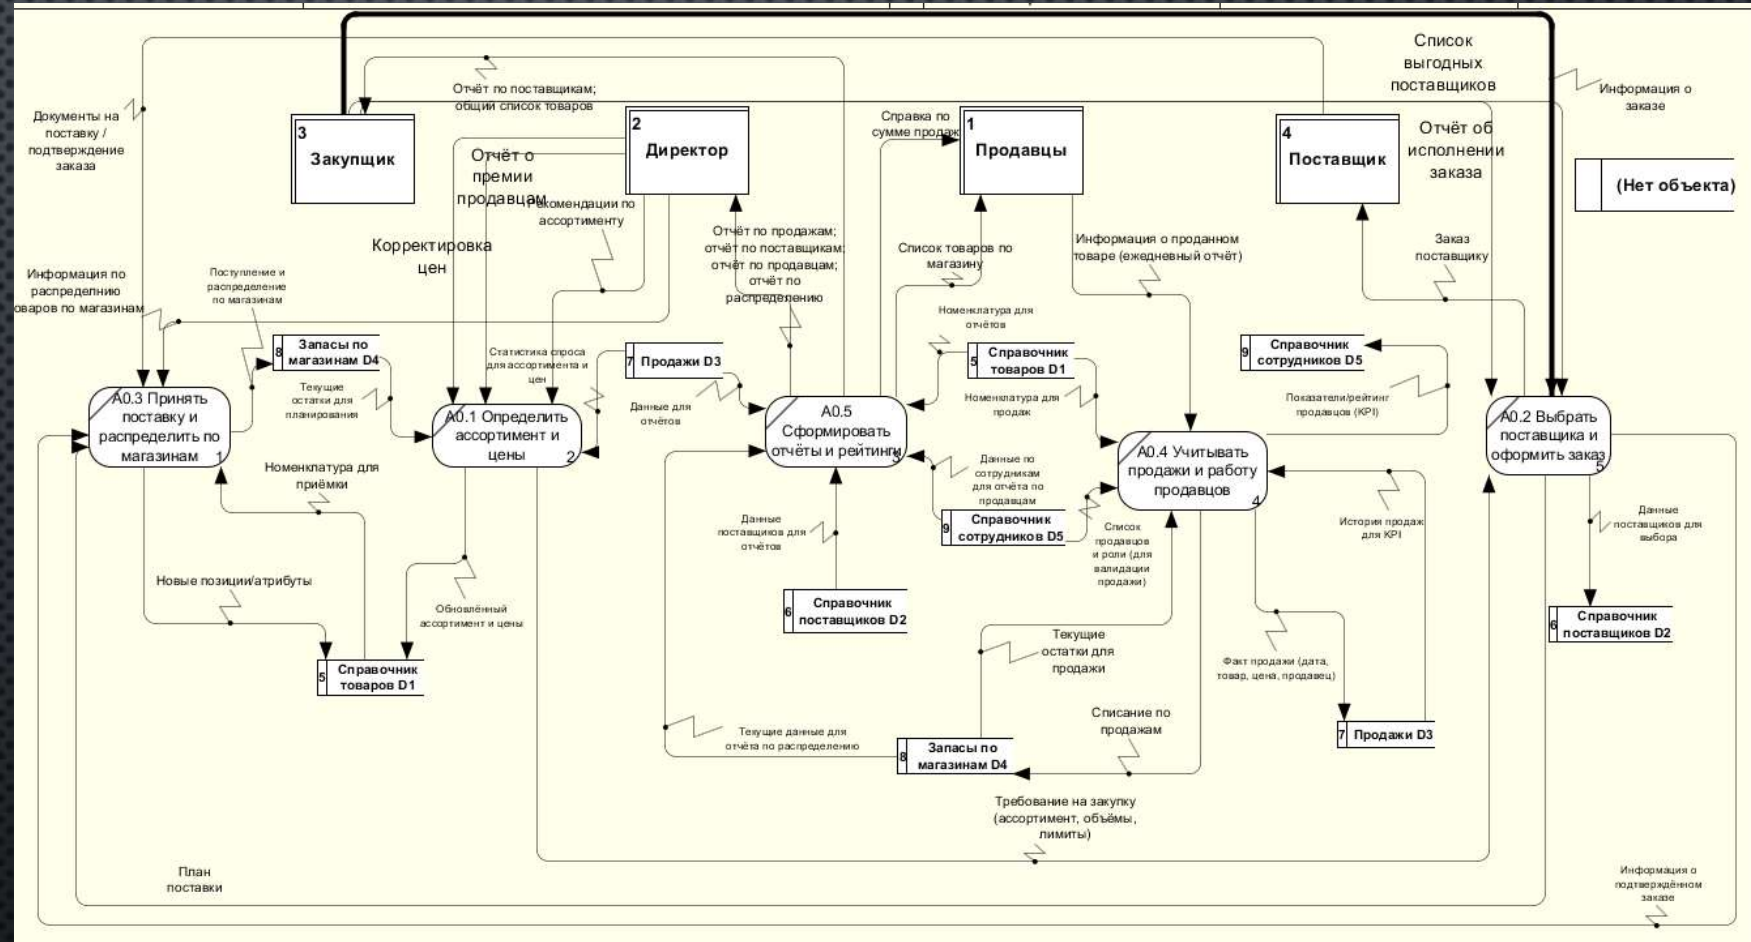 Список
выгодных
поставщиков
Информация о
заказе
Отчёт по поставщикам;
общий список товаров
Документы на
поставку /
подтверждение
заказа
3
Закупщик
2
Директор
Справка по
сумме продаж
1
Продавцы
4
Поставщик
Отчёт об
исполнении
заказа
(Нет объекта)
Отчёт о
премии
продавцам
ассортименту
Корректировка
цен
Отчёт по продажам;
отчёт по поставщикам;
отчёт по продавцам;
отчёт по
распределению
Список товаров по
магазину
Информация о проданном
товаре (ежедневный отчёт)
Заказ
поставщику
Информация по
распределнию
оваров по магазинам
Поступление и
распределение
по магазинам
8
Запасы по
магазинам D4
Текущие
остатки для
планирования
Статистика спроса
для ассортимента и
цен
7
Продажи D3
Данные для
отчётов
Номенклатура для
отчётов
5
Справочник
товаров D1
Номенклатура для
продаж
9
Справочник
сотрудников D5
Показатели/рейтинг
продавцов (KPI)
A0.3 Принять
поставку и
распределить по
магазинам
1
A0.1 Определить
ассортимент и
цены
2
A0.5
Сформировать
отчёты и рейтинги
3
A0.4 Учитывать
продажи и работу
продавцов
4
A0.2 Выбрать
поставщика и
оформить заказ
5
Номенклатура для
приёмки
Данные по
сотрудникам
для отчёта по
продавцам
9
Справочник
сотрудников D5
Данные
поставщиков для
отчётов
Список
продавцов
и роли (для
валидации
продажи)
История продаж
для KPI
Данные
поставщиков для
выбора
Новые позиции/атрибуты
Обновлённый
ассортимент и цены
6
Справочник
поставщиков D2
6
Справочник
поставщиков D2
5
Справочник
товаров D1
Текущие
остатки для
продажи
Факт продажи (дата,
товар, цена, продавец)
Списание по
продажам
7
Продажи D3
Текущие данные для
отчёта по распределению
8
Запасы по
магазинам D4
Требование на закупку
(ассортимент, объёмы,
лимиты)
План
поставки
Информация о
подтверждённом
заказе